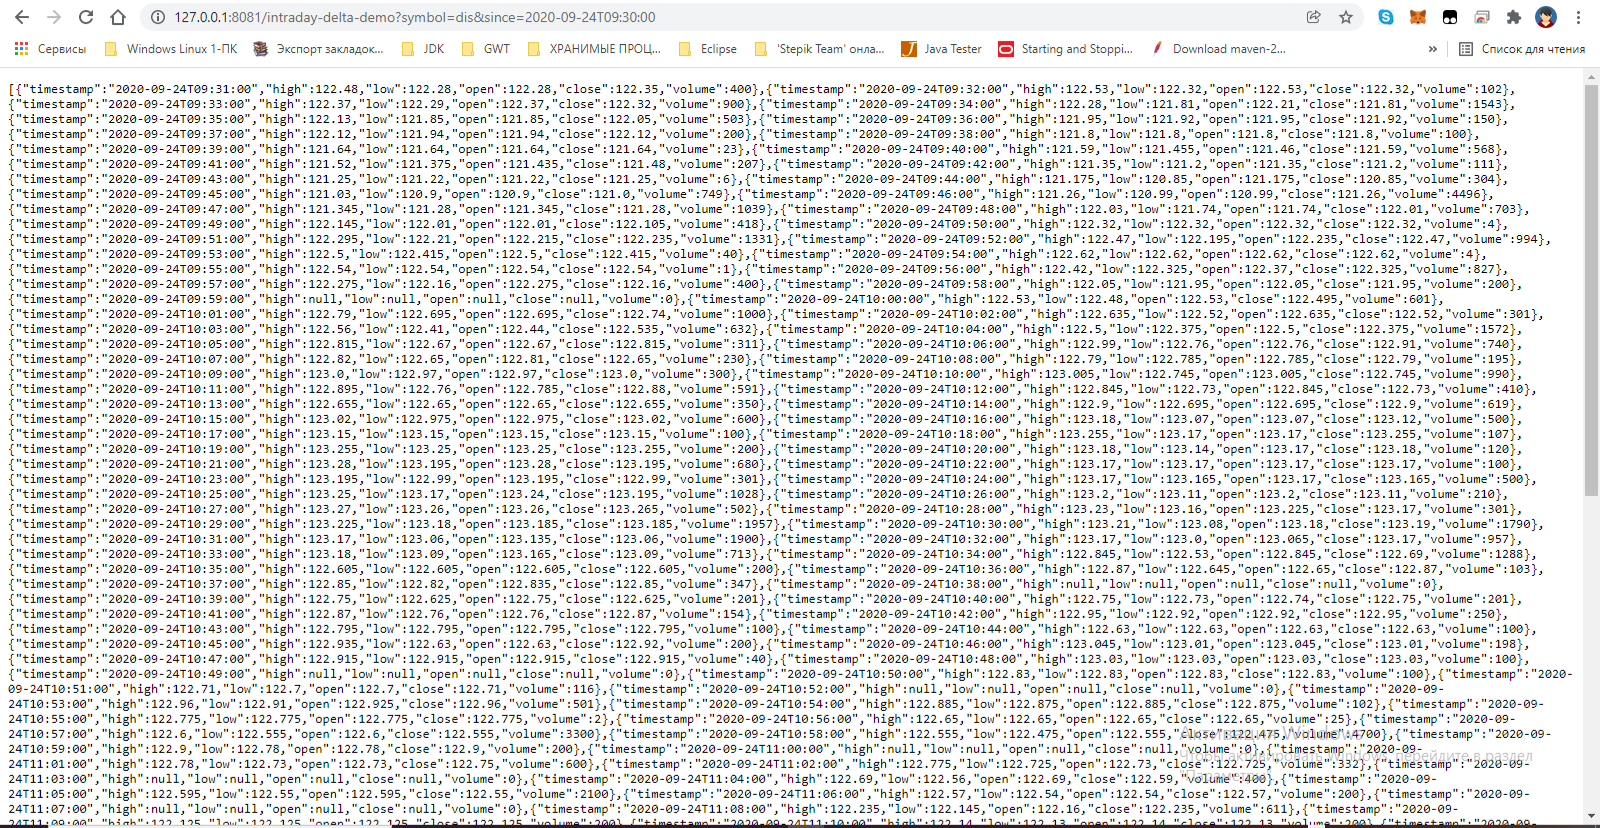 127.0.0.1:8081/intraday-delta-demo?symbol=dis&since=2020-09-24T09:30:00
Сервисы Windows Linux 1-ПК Экспорт закладок... JDK GWT ХРАНИМЫЕ ПРОЦ... Eclipse 'Stepik Team' онла... Java Tester Starting and Stoppi... Download maven-2... » Список для чтения
[{"timestamp":"2020-09-24T09:31:00","high":122.48,"low":122.28,"open":122.28,"close":122.35,"volume":400},{"timestamp":"2020-09-24T09:32:00","high":122.53,"low":122.32,"open":122.53,"close":122.32,"volume":102},
{"timestamp":"2020-09-24T09:33:00","high":122.37,"low":122.29,"open":122.37,"close":122.32,"volume":900},{"timestamp":"2020-09-24T09:34:00","high":122.28,"low":121.81,"open":122.21,"close":121.81,"volume":1543},
{"timestamp":"2020-09-24T09:35:00","high":122.13,"low":121.85,"open":121.85,"close":122.05,"volume":503},{"timestamp":"2020-09-24T09:36:00","high":121.95,"low":121.92,"open":121.95,"close":121.92,"volume":150},
{"timestamp":"2020-09-24T09:37:00","high":122.12,"low":121.94,"open":121.94,"close":122.12,"volume":200},{"timestamp":"2020-09-24T09:38:00","high":121.8,"low":121.8,"open":121.8,"close":121.8,"volume":100},
{"timestamp":"2020-09-24T09:39:00","high":121.64,"low":121.64,"open":121.64,"close":121.64,"volume":23},{"timestamp":"2020-09-24T09:40:00","high":121.59,"low":121.455,"open":121.46,"close":121.59,"volume":568},
{"timestamp":"2020-09-24T09:41:00","high":121.52,"low":121.375,"open":121.435,"close":121.48,"volume":207},{"timestamp":"2020-09-24T09:42:00","high":121.35,"low":121.2,"open":121.35,"close":121.2,"volume":111},
{"timestamp":"2020-09-24T09:43:00","high":121.25,"low":121.22,"open":121.22,"close":121.25,"volume":6},{"timestamp":"2020-09-24T09:44:00","high":121.175,"low":120.85,"open":121.175,"close":120.85,"volume":304},
{"timestamp":"2020-09-24T09:45:00","high":121.03,"low":120.9,"open":120.9,"close":121.0,"volume":749},{"timestamp":"2020-09-24T09:46:00","high":121.26,"low":120.99,"open":120.99,"close":121.26,"volume":4496},
{"timestamp":"2020-09-24T09:47:00","high":121.345,"low":121.28,"open":121.345,"close":121.28,"volume":1039},{"timestamp":"2020-09-24T09:48:00","high":122.03,"low":121.74,"open":121.74,"close":122.01,"volume":703},
{"timestamp":"2020-09-24T09:49:00","high":122.145,"low":122.01,"open":122.01,"close":122.105,"volume":418},{"timestamp":"2020-09-24T09:50:00","high":122.32,"low":122.32,"open":122.32,"close":122.32,"volume":4},
{"timestamp":"2020-09-24T09:51:00","high":122.295,"low":122.21,"open":122.215,"close":122.235,"volume":1331},{"timestamp":"2020-09-24T09:52:00","high":122.47,"low":122.195,"open":122.235,"close":122.47,"volume":994},
{"timestamp":"2020-09-24T09:53:00","high":122.5,"low":122.415,"open":122.5,"close":122.415,"volume":40},{"timestamp":"2020-09-24T09:54:00","high":122.62,"low":122.62,"open":122.62,"close":122.62,"volume":4},
{"timestamp":"2020-09-24T09:55:00","high":122.54,"low":122.54,"open":122.54,"close":122.54,"volume":1},{"timestamp":"2020-09-24T09:56:00","high":122.42,"low":122.325,"open":122.37,"close":122.325,"volume":827},
{"timestamp":"2020-09-24T09:57:00","high":122.275,"low":122.16,"open":122.275,"close":122.16,"volume":400},{"timestamp":"2020-09-24T09:58:00","high":122.05,"low":121.95,"open":122.05,"close":121.95,"volume":200},
{"timestamp":"2020-09-24T09:59:00","high":null,"low":null,"open":null,"close":null,"volume":0},{"timestamp":"2020-09-24T10:00:00","high":122.53,"low":122.48,"open":122.53,"close":122.495,"volume":601},
{"timestamp":"2020-09-24T10:01:00","high":122.79,"low":122.695,"open":122.695,"close":122.74,"volume":1000},{"timestamp":"2020-09-24T10:02:00","high":122.635,"low":122.52,"open":122.635,"close":122.52,"volume":301},
{"timestamp":"2020-09-24T10:03:00","high":122.56,"low":122.41,"open":122.44,"close":122.535,"volume":632},{"timestamp":"2020-09-24T10:04:00","high":122.5,"low":122.375,"open":122.5,"close":122.375,"volume":1572},
{"timestamp":"2020-09-24T10:05:00","high":122.815,"low":122.67,"open":122.67,"close":122.815,"volume":311},{"timestamp":"2020-09-24T10:06:00","high":122.99,"low":122.76,"open":122.76,"close":122.91,"volume":740},
{"timestamp":"2020-09-24T10:07:00","high":122.82,"low":122.65,"open":122.81,"close":122.65,"volume":230},{"timestamp":"2020-09-24T10:08:00","high":122.79,"low":122.785,"open":122.785,"close":122.79,"volume":195},
{"timestamp":"2020-09-24T10:09:00","high":123.0,"low":122.97,"open":122.97,"close":123.0,"volume":300},{"timestamp":"2020-09-24T10:10:00","high":123.005,"low":122.745,"open":123.005,"close":122.745,"volume":990},
{"timestamp":"2020-09-24T10:11:00","high":122.895,"low":122.76,"open":122.785,"close":122.88,"volume":591},{"timestamp":"2020-09-24T10:12:00","high":122.845,"low":122.73,"open":122.845,"close":122.73,"volume":410},
{"timestamp":"2020-09-24T10:13:00","high":122.655,"low":122.65,"open":122.65,"close":122.655,"volume":350},{"timestamp":"2020-09-24T10:14:00","high":122.9,"low":122.695,"open":122.695,"close":122.9,"volume":619},
{"timestamp":"2020-09-24T10:15:00","high":123.02,"low":122.975,"open":122.975,"close":123.02,"volume":600},{"timestamp":"2020-09-24T10:16:00","high":123.18,"low":123.07,"open":123.07,"close":123.12,"volume":500},
{"timestamp":"2020-09-24T10:17:00","high":123.15,"low":123.15,"open":123.15,"close":123.15,"volume":100},{"timestamp":"2020-09-24T10:18:00","high":123.255,"low":123.17,"open":123.17,"close":123.255,"volume":107},
{"timestamp":"2020-09-24T10:19:00","high":123.255,"low":123.25,"open":123.25,"close":123.255,"volume":200},{"timestamp":"2020-09-24T10:20:00","high":123.18,"low":123.14,"open":123.17,"close":123.18,"volume":120},
{"timestamp":"2020-09-24T10:21:00","high":123.28,"low":123.195,"open":123.28,"close":123.195,"volume":680},{"timestamp":"2020-09-24T10:22:00","high":123.17,"low":123.17,"open":123.17,"close":123.17,"volume":100},
{"timestamp":"2020-09-24T10:23:00","high":123.195,"low":122.99,"open":123.195,"close":122.99,"volume":301},{"timestamp":"2020-09-24T10:24:00","high":123.17,"low":123.165,"open":123.17,"close":123.165,"volume":500},
{"timestamp":"2020-09-24T10:25:00","high":123.25,"low":123.17,"open":123.24,"close":123.195,"volume":1028},{"timestamp":"2020-09-24T10:26:00","high":123.2,"low":123.11,"open":123.2,"close":123.11,"volume":210},
{"timestamp":"2020-09-24T10:27:00","high":123.27,"low":123.26,"open":123.26,"close":123.265,"volume":502},{"timestamp":"2020-09-24T10:28:00","high":123.23,"low":123.16,"open":123.225,"close":123.17,"volume":301},
{"timestamp":"2020-09-24T10:29:00","high":123.225,"low":123.18,"open":123.185,"close":123.185,"volume":1957},{"timestamp":"2020-09-24T10:30:00","high":123.21,"low":123.08,"open":123.18,"close":123.19,"volume":1790},
{"timestamp":"2020-09-24T10:31:00","high":123.17,"low":123.06,"open":123.135,"close":123.06,"volume":1900},{"timestamp":"2020-09-24T10:32:00","high":123.17,"low":123.0,"open":123.065,"close":123.17,"volume":957},
{"timestamp":"2020-09-24T10:33:00","high":123.18,"low":123.09,"open":123.165,"close":123.09,"volume":713},{"timestamp":"2020-09-24T10:34:00","high":122.845,"low":122.53,"open":122.845,"close":122.69,"volume":1288},
{"timestamp":"2020-09-24T10:35:00","high":122.605,"low":122.605,"open":122.605,"close":122.605,"volume":200},{"timestamp":"2020-09-24T10:36:00","high":122.87,"low":122.645,"open":122.65,"close":122.87,"volume":103},
{"timestamp":"2020-09-24T10:37:00","high":122.85,"low":122.82,"open":122.835,"close":122.85,"volume":347},{"timestamp":"2020-09-24T10:38:00","high":null,"low":null,"open":null,"close":null,"volume":0},
{"timestamp":"2020-09-24T10:39:00","high":122.75,"low":122.625,"open":122.75,"close":122.625,"volume":201},{"timestamp":"2020-09-24T10:40:00","high":122.75,"low":122.73,"open":122.74,"close":122.75,"volume":201},
{"timestamp":"2020-09-24T10:41:00","high":122.87,"low":122.76,"open":122.76,"close":122.87,"volume":154},{"timestamp":"2020-09-24T10:42:00","high":122.95,"low":122.92,"open":122.92,"close":122.95,"volume":250},
{"timestamp":"2020-09-24T10:43:00","high":122.795,"low":122.795,"open":122.795,"close":122.795,"volume":100},{"timestamp":"2020-09-24T10:44:00","high":122.63,"low":122.63,"open":122.63,"close":122.63,"volume":100},
{"timestamp":"2020-09-24T10:45:00","high":122.935,"low":122.63,"open":122.63,"close":122.92,"volume":200},{"timestamp":"2020-09-24T10:46:00","high":123.045,"low":123.01,"open":123.045,"close":123.01,"volume":198},
{"timestamp":"2020-09-24T10:47:00","high":122.915,"low":122.915,"open":122.915,"close":122.915,"volume":40},{"timestamp":"2020-09-24T10:48:00","high":123.03,"low":123.03,"open":123.03,"close":123.03,"volume":100},
{"timestamp":"2020-09-24T10:49:00","high":null,"low":null,"open":null,"close":null,"volume":0},{"timestamp":"2020-09-24T10:50:00","high":122.83,"low":122.83,"open":122.83,"close":122.83,"volume":100},{"timestamp":"2020-
09-24T10:51:00","high":122.71,"low":122.7,"open":122.7,"close":122.71,"volume":116},{"timestamp":"2020-09-24T10:52:00","high":null,"low":null,"open":null,"close":null,"volume":0},{"timestamp":"2020-09-
24T10:53:00","high":122.96,"low":122.91,"open":122.925,"close":122.96,"volume":501},{"timestamp":"2020-09-24T10:54:00","high":122.885,"low":122.875,"open":122.885,"close":122.875,"volume":102},{"timestamp":"2020-09-
24T10:55:00","high":122.775,"low":122.775,"open":122.775,"close":122.775,"volume":2},{"timestamp":"2020-09-24T10:56:00","high":122.65,"low":122.65,"open":122.65,"close":122.65,"volume":25},{"timestamp":"2020-09-
24T10:57:00","high":122.6,"low":122.555,"open":122.6,"close":122.555,"volume":3300},{"timestamp":"2020-09-24T10:58:00","high":122.555,"low":122.475,"open":122.555,"close":122.475,"volume":4700},{"timestamp":"2020-09-
24T10:59:00","high":122.9,"low":122.78,"open":122.78,"close":122.9,"volume":200},{"timestamp":"2020-09-24T11:00:00","high":null,"low":null,"open":null,"close":null,"volume":0},{"timestamp":"2020-09-
24T11:01:00","high":122.78,"low":122.73,"open":122.73,"close":122.75,"volume":600},{"timestamp":"2020-09-24T11:02:00","high":122.775,"low":122.725,"open":122.73,"close":122.725,"volume":332},{"timestamp":"2020-09-
24T11:03:00","high":null,"low":null,"open":null,"close":null,"volume":0},{"timestamp":"2020-09-24T11:04:00","high":122.69,"low":122.56,"open":122.69,"close":122.59,"volume":400},{"timestamp":"2020-09-
24T11:05:00","high":122.595,"low":122.55,"open":122.595,"close":122.55,"volume":2100},{"timestamp":"2020-09-24T11:06:00","high":122.57,"low":122.54,"open":122.54,"close":122.57,"volume":200},{"timestamp":"2020-09-
24T11:07:00","high":null,"low":null,"open":null,"close":null,"volume":0},{"timestamp":"2020-09-24T11:08:00","high":122.235,"low":122.145,"open":122.16,"close":122.235,"volume":611},{"timestamp":"2020-09-
24T11:09:00","high":122.125,"low":122.125,"open":122.125,"close":122.125,"volume":200},{"timestamp":"2020-09-24T11:10:00","high":122.14,"low":122.13,"open":122.14,"close":122.13,"volume":200},{"timestamp":"2020-09-
Активация Windows
Чтобы активировать Windows, перейдите в раздел
"Параметры".